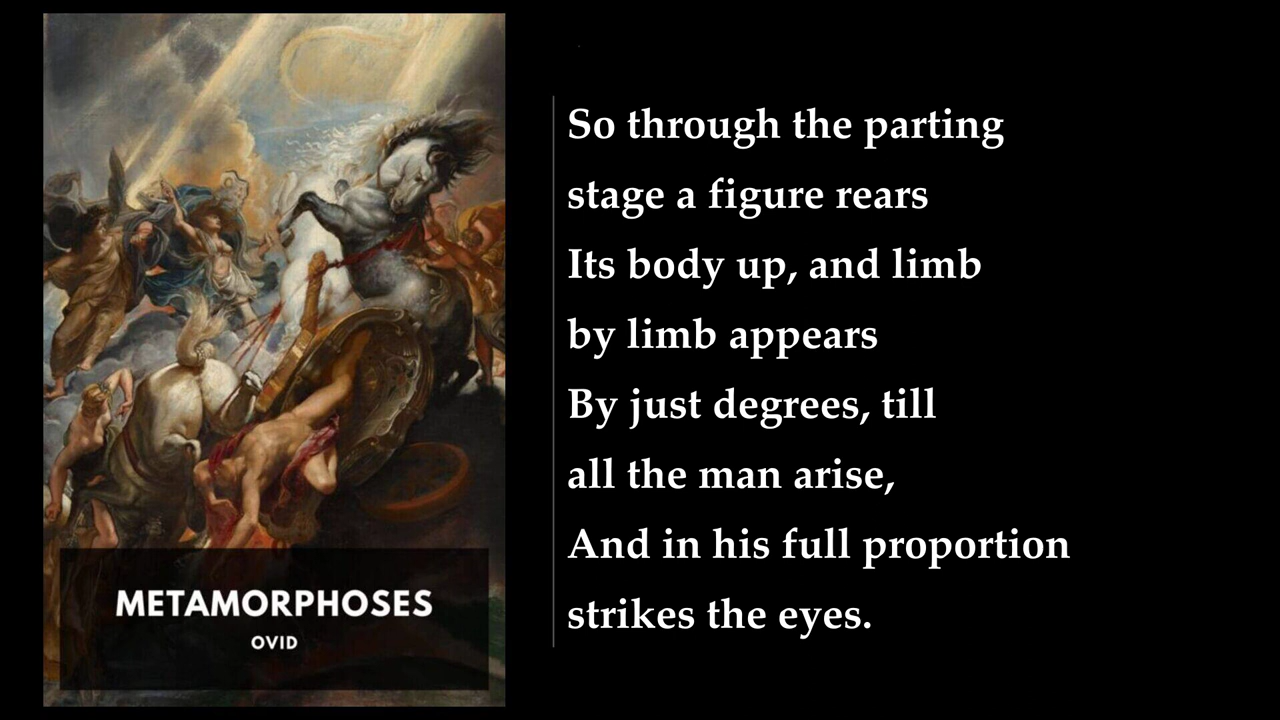 METAMORPHOSES
OVID
So through the parting
stage a figure rears
Its body up, and limb
by limb appears
By just degrees, till
all the man arise,
And in his full proportion
strikes the eyes.